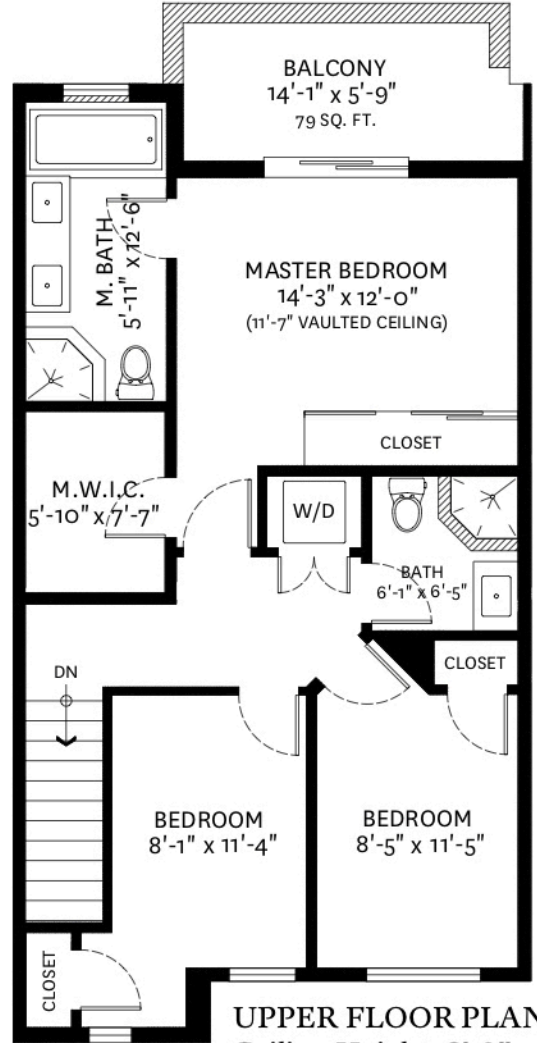 BALCONY
14'-1" x 5'-9"
79 SQ. FT.
M. BATH
5'-11" x 12'-6"
MASTER BEDROOM
14'-3" x 12'-0"
(11'-7" VAULTED CEILING)
CLOSET
M.W.I.C.
5'-10" x 7'-7"
W/D
BATH
6'-1" x 6'-5"
CLOSET
DN
BEDROOM
8'-1" x 11'-4"
BEDROOM
8'-5" x 11'-5"
CLOSET
UPPER FLOOR PLAN